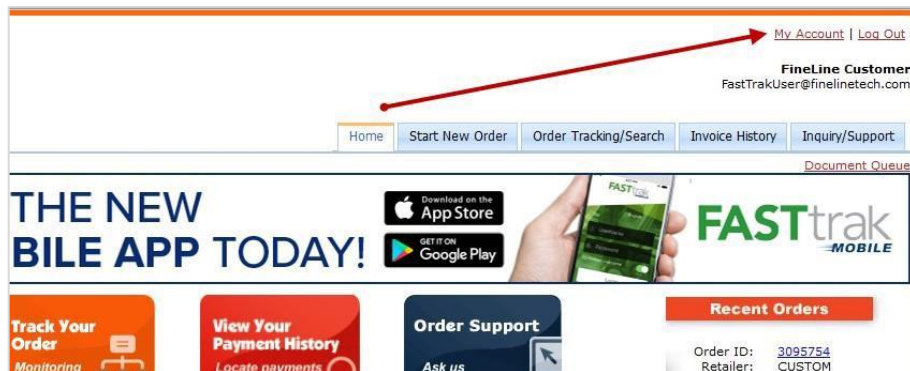 My Account | Log Out
FineLine Customer
FastTrakUser@finelinetech.com
Home Start New Order Order Tracking/Search Invoice History Inquiry/Support
Document Queue
THE NEW
BILE APP TODAY!
Download on the
App Store
GET IT ON
Google Play
FASTtrak
FASTtrak
MOBILE
Track Your
Order
Monitoring
View Your
Payment History
Locate payments
Order Support
Ask us
Recent Orders
Order ID: 3095754
Retailer: CUSTOM